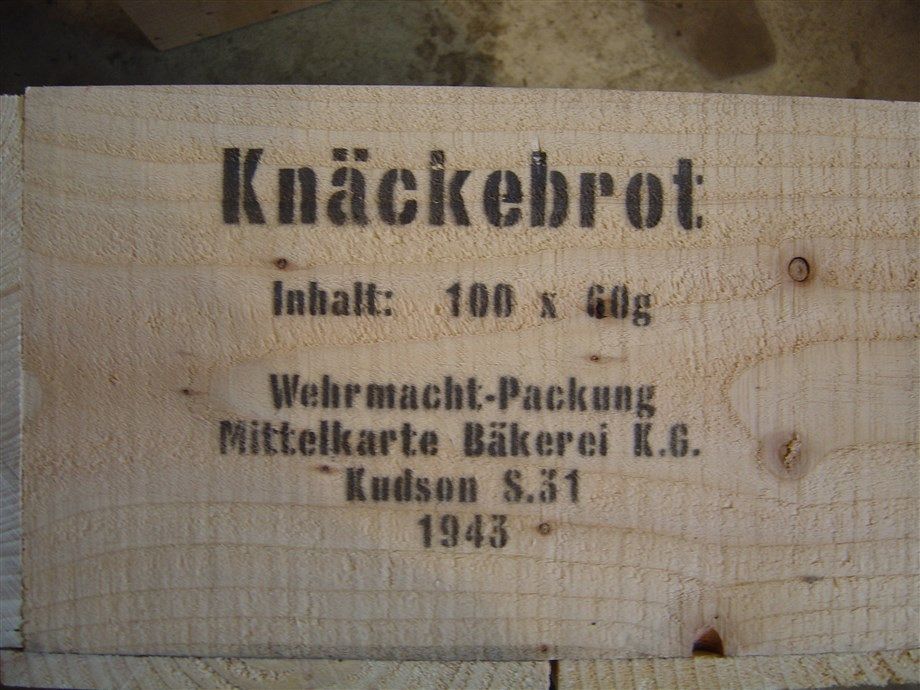 Knäckebrot
Inhalt: 100 x 60g
Wehrmacht-Packung
Mittelkarte Bäkerei K.G.
Kudson S.31
1943